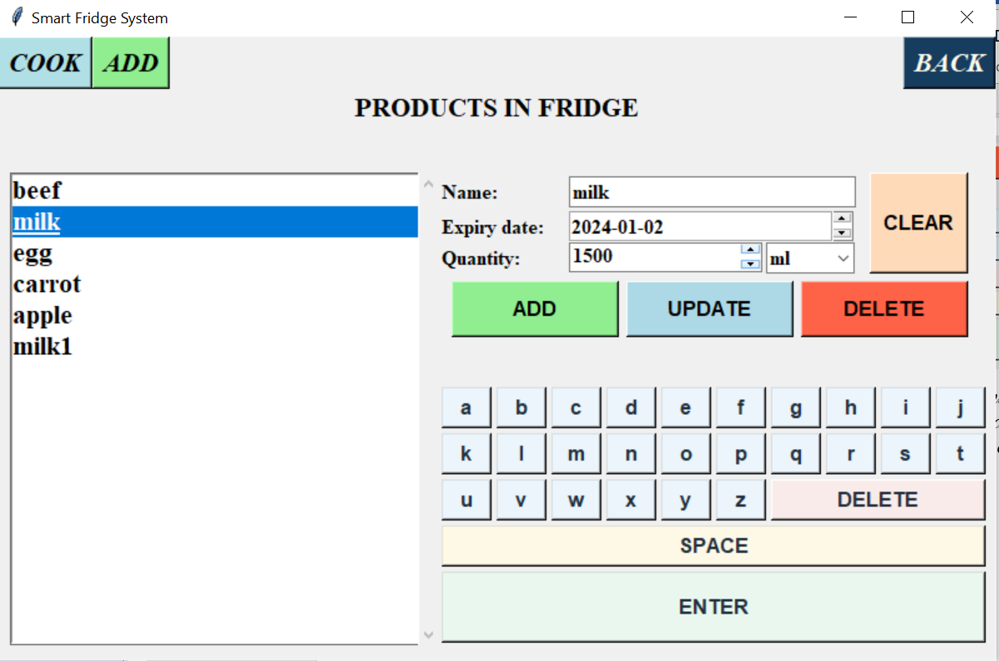 Smart Fridge System
COOK ADD BACK
PRODUCTS IN FRIDGE
beef
milk
egg
carrot
apple
milk1
Name: milk
Expiry date: 2024-01-02
Quantity: 1500 ml
CLEAR
ADD UPDATE DELETE
a b c d e f g h i j
k l m n o p q r s t
u v w x y z DELETE
SPACE
ENTER